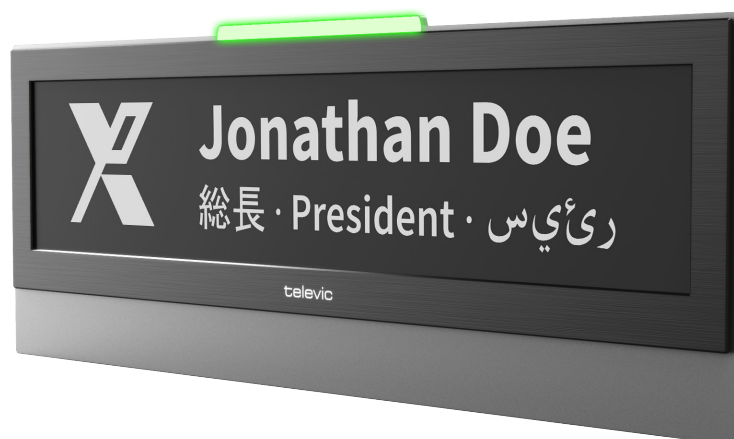 Jonathan Doe
総長 · President · رئيس
televic